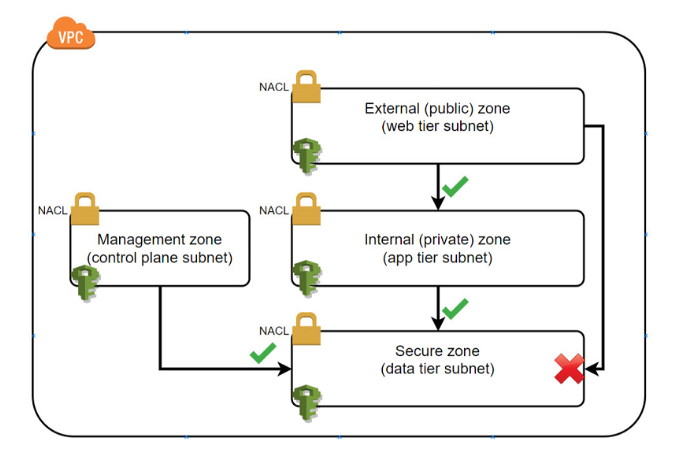 VPC
NACL
External (public) zone
(web tier subnet)
NACL
Management zone
(control plane subnet)
NACL
Internal (private) zone
(app tier subnet)
NACL
Secure zone
(data tier subnet)